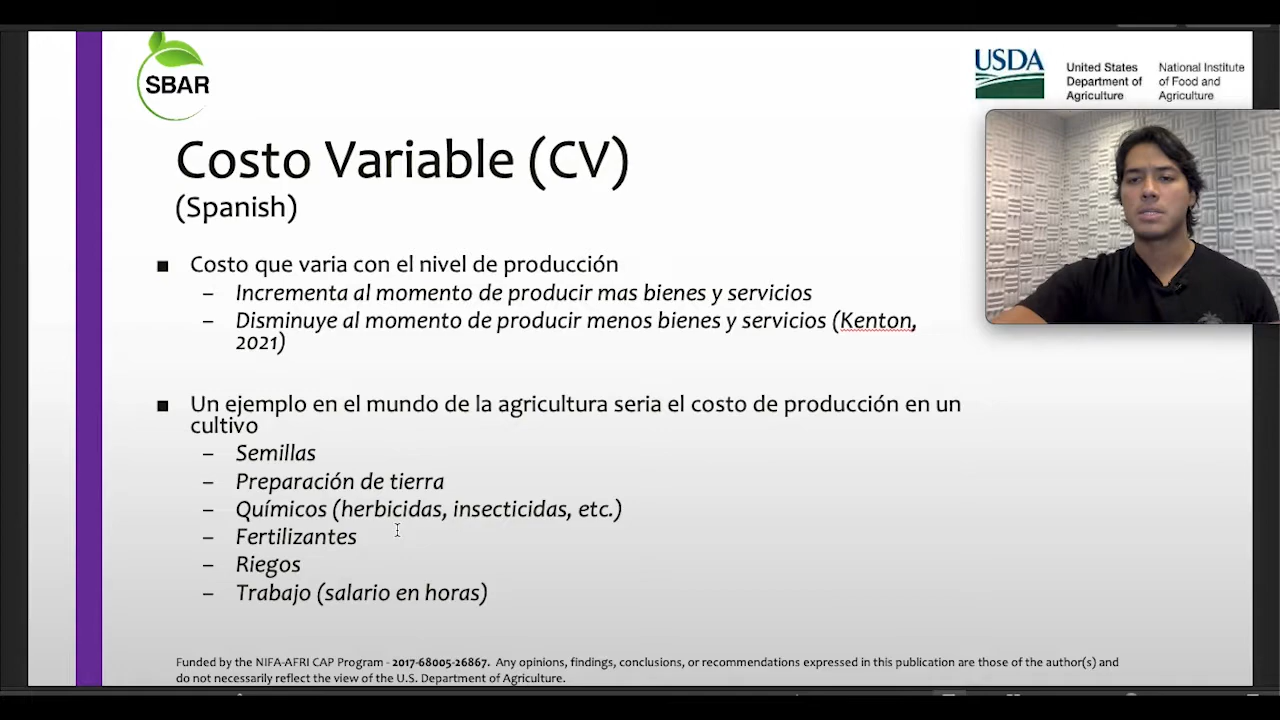 SBAR
USDA
United States
Department of
Agriculture
National Institute
of Food and
Agriculture
Costo Variable (CV)
(Spanish)
■ Costo que varia con el nivel de producción
– Incrementa al momento de producir mas bienes y servicios
– Disminuye al momento de producir menos bienes y servicios (Kenton,
2021)
■ Un ejemplo en el mundo de la agricultura seria el costo de producción en un
cultivo
– Semillas
– Preparación de tierra
– Químicos (herbicidas, insecticidas, etc.)
– Fertilizantes
– Riegos
– Trabajo (salario en horas)
Funded by the NIFA-AFRI CAP Program - 2017-68005-26867. Any opinions, findings, conclusions, or recommendations expressed in this publication are those of the author(s) and
do not necessarily reflect the view of the U.S. Department of Agriculture.